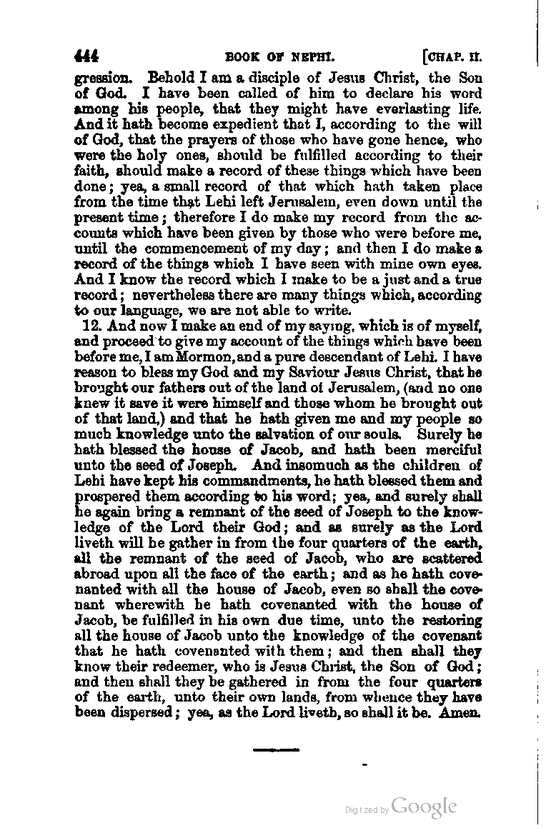 444 BOOK OF NEPHI. [CHAP. II.
gression. Behold I am a disciple of Jesus Christ, the Son
of God. I have been called of him to declare his word
among his people, that they might have everlasting life.
And it hath become expedient that I, according to the will
of God, that the prayers of those who have gone hence, who
were the holy ones, should be fulfilled according to their
faith, should make a record of these things which have been
done; yea, a small record of that which hath taken place
from the time that Lehi left Jerusalem, even down until the
present time; therefore I do make my record from the ac-
counts which have been given by those who were before me,
until the commencement of my day; and then I do make a
record of the things which I have seen with mine own eyes.
And I know the record which I make to be a just and a true
record; nevertheless there are many things which, according
to our language, we are not able to write.
12. And now I make an end of my saying, which is of myself,
and proceed to give my account of the things which have been
before me, I am Mormon, and a pure descendant of Lehi. I have
reason to bless my God and my Saviour Jesus Christ, that he
brought our fathers out of the land of Jerusalem, (and no one
knew it save it were himself and those whom he brought out
of that land,) and that he hath given me and my people so
much knowledge unto the salvation of our souls. Surely he
hath blessed the house of Jacob, and hath been merciful
unto the seed of Joseph. And insomuch as the children of
Lehi have kept his commandments, he hath blessed them and
prospered them according to his word; yea, and surely shall
he again bring a remnant of the seed of Joseph to the know-
ledge of the Lord their God; and as surely as the Lord
liveth will he gather in from the four quarters of the earth,
all the remnant of the seed of Jacob, who are scattered
abroad upon all the face of the earth; and as he hath cove-
nanted with all the house of Jacob, even so shall the cove-
nant wherewith he hath covenanted with the house of
Jacob, be fulfilled in his own due time, unto the restoring
all the house of Jacob unto the knowledge of the covenant
that he hath covenanted with them; and then shall they
know their redeemer, who is Jesus Christ, the Son of God;
and then shall they be gathered in from the four quarters
of the earth, unto their own lands, from whence they have
been dispersed; yea, as the Lord liveth, so shall it be. Amen.
Digitized by Google